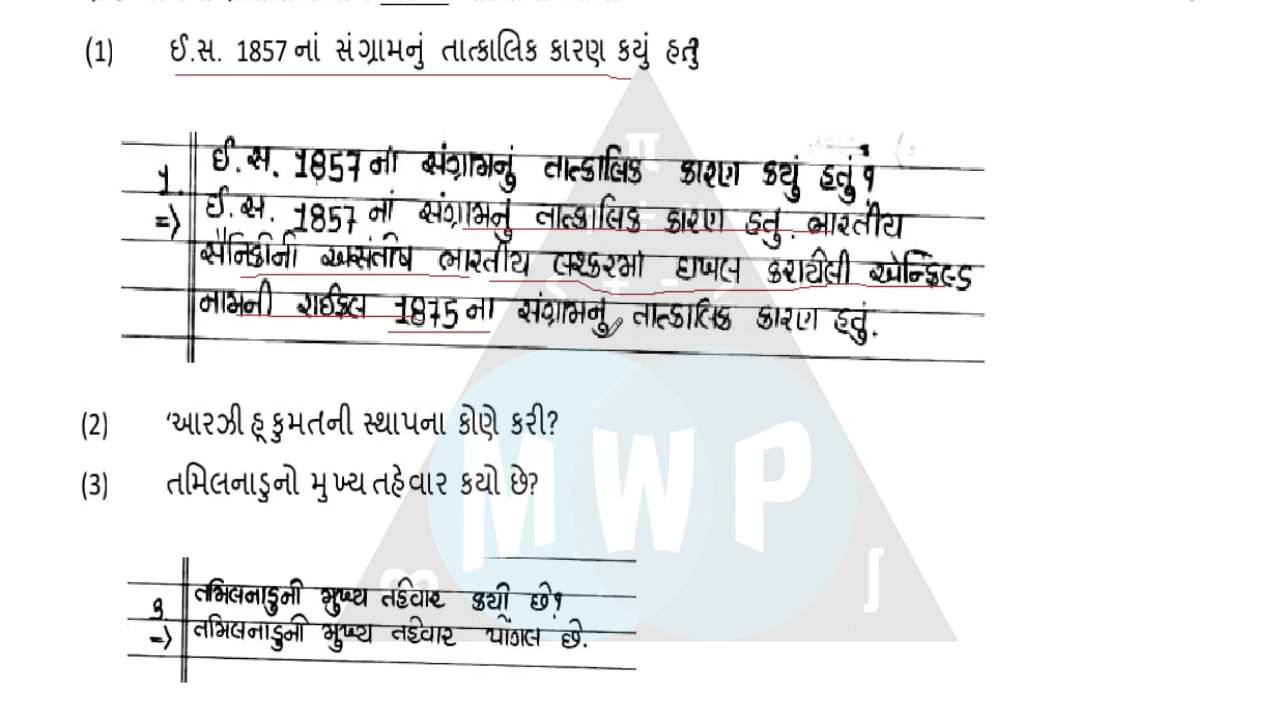 (1) ઈ.સ. 1857 નાં સંગ્રામનું તાત્કાલિક કારણ કયું હતું
1. ઈ.સ. 1857 નાં સંગ્રામનું તાત્કાલિક કારણ કયું હતું?
=> ઈ.સ. 1857 નાં સંગ્રામનું તાત્કાલિક કારણ હતુ. ભારતીય
સૈનિકોની અસંતોષ ભારતીય લશ્કરમાં દાખલ કરાયેલી એન્ફિલ્ડ
નામની રાઈફલ 1875 ના સંગ્રામનું તાત્કાલિક કારણ હતું.
(2) 'આરઝી હૂકુમતની સ્થાપના કોણે કરી?
(3) તમિલનાડુનો મુખ્ય તહેવાર કયો છે?
MWP
3. તમિલનાડુની મુખ્ય તહેવાર કયો છે?
=> તમિલનાડુની મુખ્ય તહેવાર પોંગલ છે.